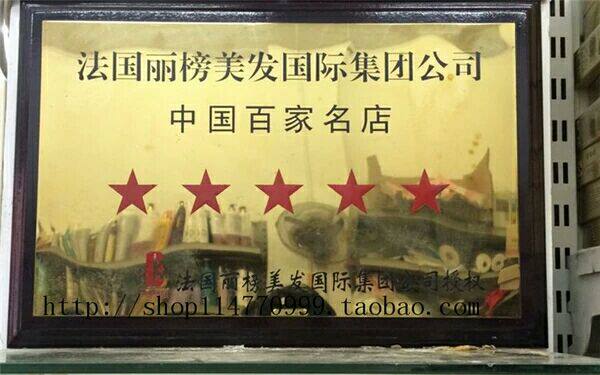 法国丽榜美发国际集团公司
中国百家名店
法国丽榜美发国际集团公司授权
http://shop114770999.taobao.com/